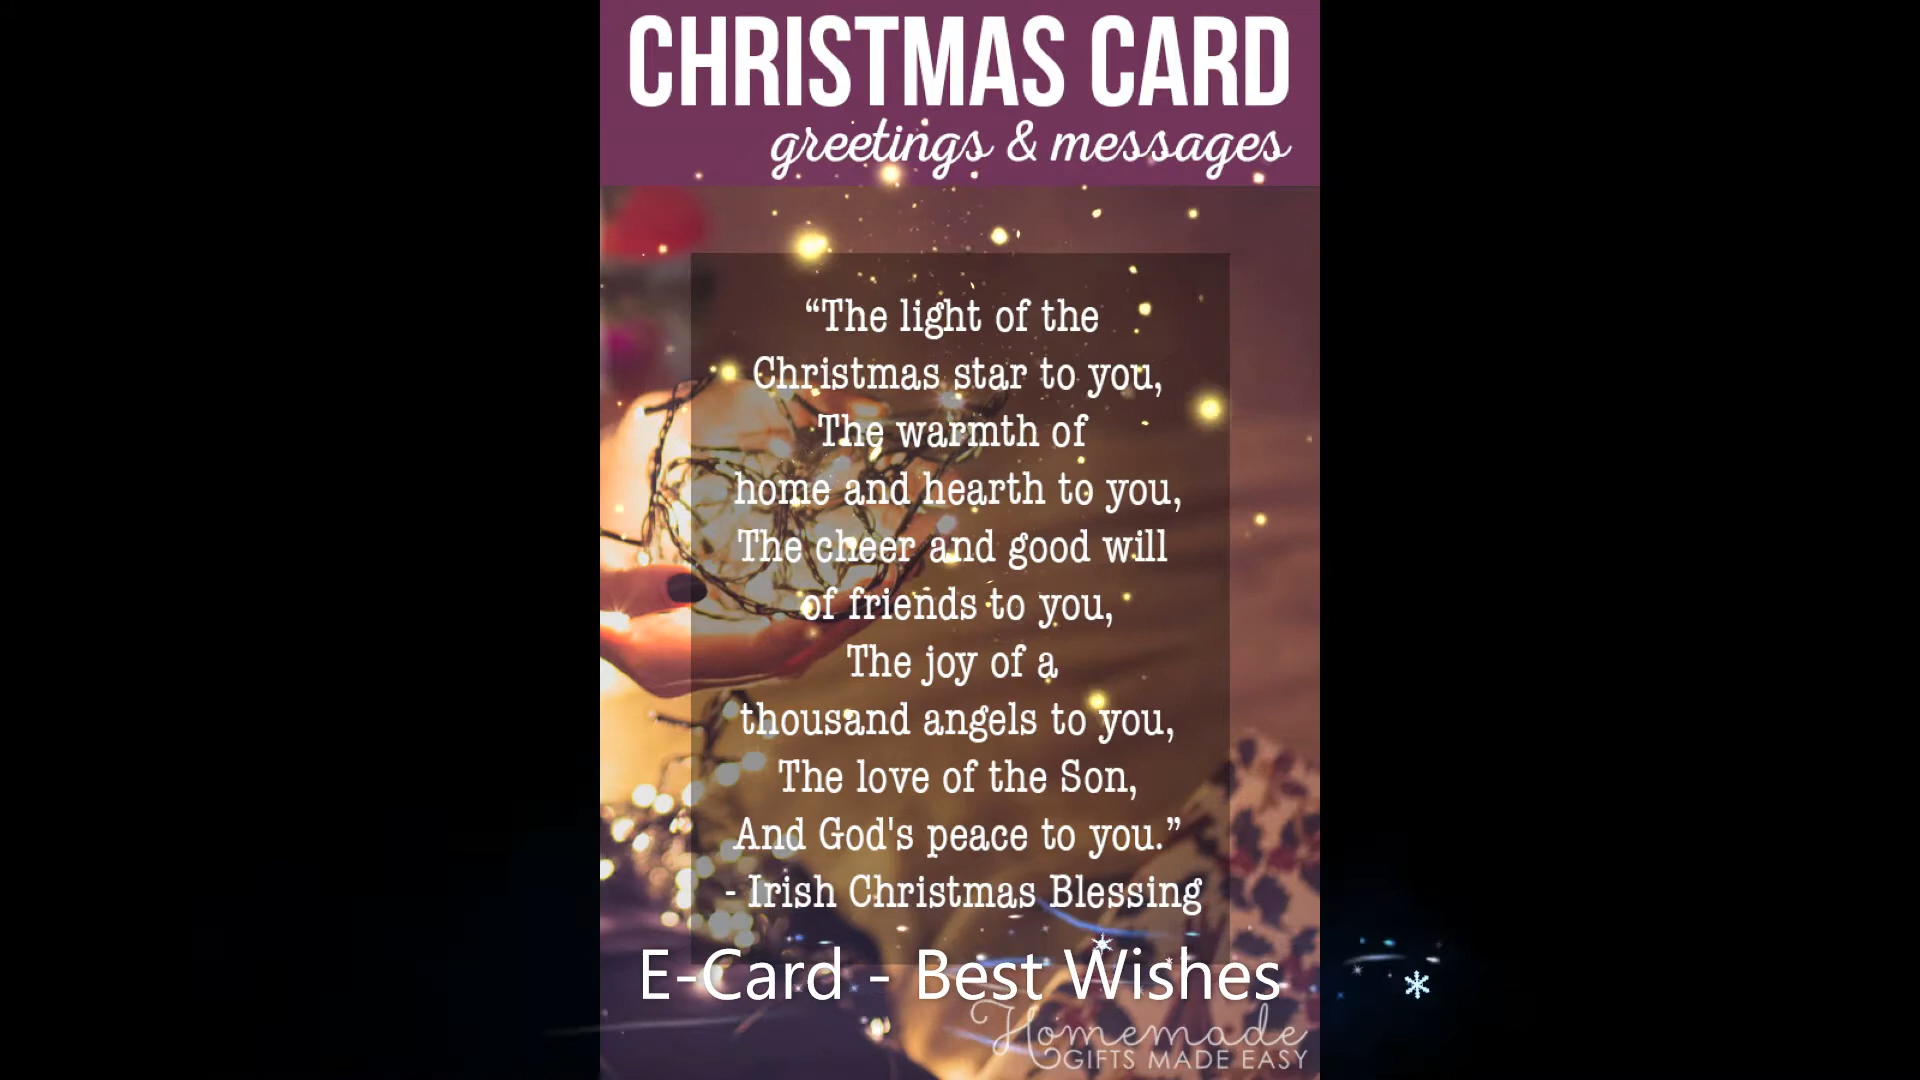 CHRISTMAS CARD
greetings & messages
“The light of the
Christmas star to you,
The warmth of
home and hearth to you,
The cheer and good will
of friends to you,
The joy of a
thousand angels to you,
The love of the Son,
And God's peace to you.”
- Irish Christmas Blessing
E-Card - Best Wishes
Homemade
GIFTS MADE EASY